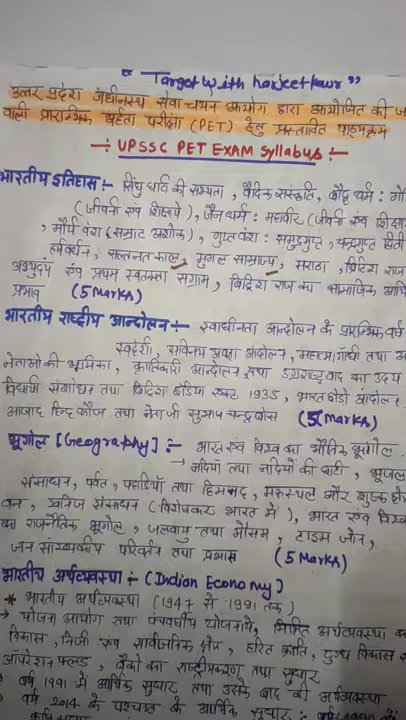 " Target with harjeet kaur "
उत्तर प्रदेश अधीनस्थ सेवा चयन आयोग द्वारा आयोजित की जा
वाली प्रारम्भिक अर्हता परीक्षा (PET) हेतु प्रस्तावित पाठ्यक्रम
-: UPSSC PET EXAM Syllabus :-
भारतीय इतिहास :- सिंधु घाटी की सभ्यता , वैदिक संस्कृति, बौद्ध धर्म : गौ
(जीवनी एवं शिक्षायें) , जैन धर्म : महावीर (जीवनी एवं शिक्षा
, मौर्य वंश (सम्राट अशोक) , गुप्त वंश : समुद्रगुप्त , चन्द्रगुप्त द्विती
हर्षवर्धन , सल्तनत काल , मुगल साम्राज्य , मराठा , ब्रिटिश राज
अभ्युदय एवं प्रथम स्वतन्त्रता संग्राम , ब्रिटिश राज का सामाजिक आर्थि
प्रभाव (5 Marks)
भारतीय राष्ट्रीय आन्दोलन :- स्वाधीनता आन्दोलन के प्रारम्भिक वर्ष
स्वदेशी , सविनय अवज्ञा आंदोलन , महात्मा गाँधी तथा अ
नेताओं की भूमिका , क्रांतिकारी आन्दोलन तथा उग्रराष्ट्रवाद का उदय
विधायी संशोधन तथा ब्रिटिश इंडिया एक्ट 1935 , भारत छोडो आंदोलन
आजाद हिन्द फौज तथा नेता जी सुभाष चन्द्र बोस (5 Marks)
भूगोल [Geography] :- भारत एवं विश्व का भौतिक भूगोल
→ नदियाँ तथा नदियों की घाटी , भूजल
संसाधन , पर्वत , पहाडियाँ तथा हिमनद , मरुस्थल और शुष्क क्षे
वन , खनिज संसाधन (विशेषकर भारत में) , भारत एवं विश्व
का राजनैतिक भूगोल , जलवायु तथा मौसम , टाइम जोन ,
जन सांख्यकीय परिवर्तन तथा प्रभास (5 Marks)
भारतीय अर्थव्यवस्था :- (Indian Economy)
* भारतीय अर्थव्यवस्था (1947 से 1991 तक)
→ योजना आयोग तथा पंचवर्षीय योजनायें , मिश्रित अर्थव्यवस्था का
विकास , निजी एवं सार्वजनिक क्षेत्र , हरित क्रांति , दुग्ध विकास
ऑपरेशन फ्लड , बैंकों का राष्ट्रीयकरण तथा सुधार
→ वर्ष 1991 में आर्थिक सुधार तथा उसके बाद की अर्थव्यवस्था
→ वर्ष 2014 के पश्चात के आर्थिक सुधार :